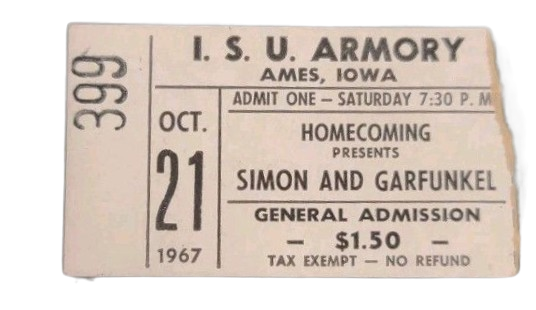 399
I. S. U. ARMORY
AMES, IOWA
ADMIT ONE — SATURDAY 7:30 P. M
OCT.
21
1967
HOMECOMING
PRESENTS
SIMON AND GARFUNKEL
GENERAL ADMISSION
— $1.50 —
TAX EXEMPT — NO REFUND